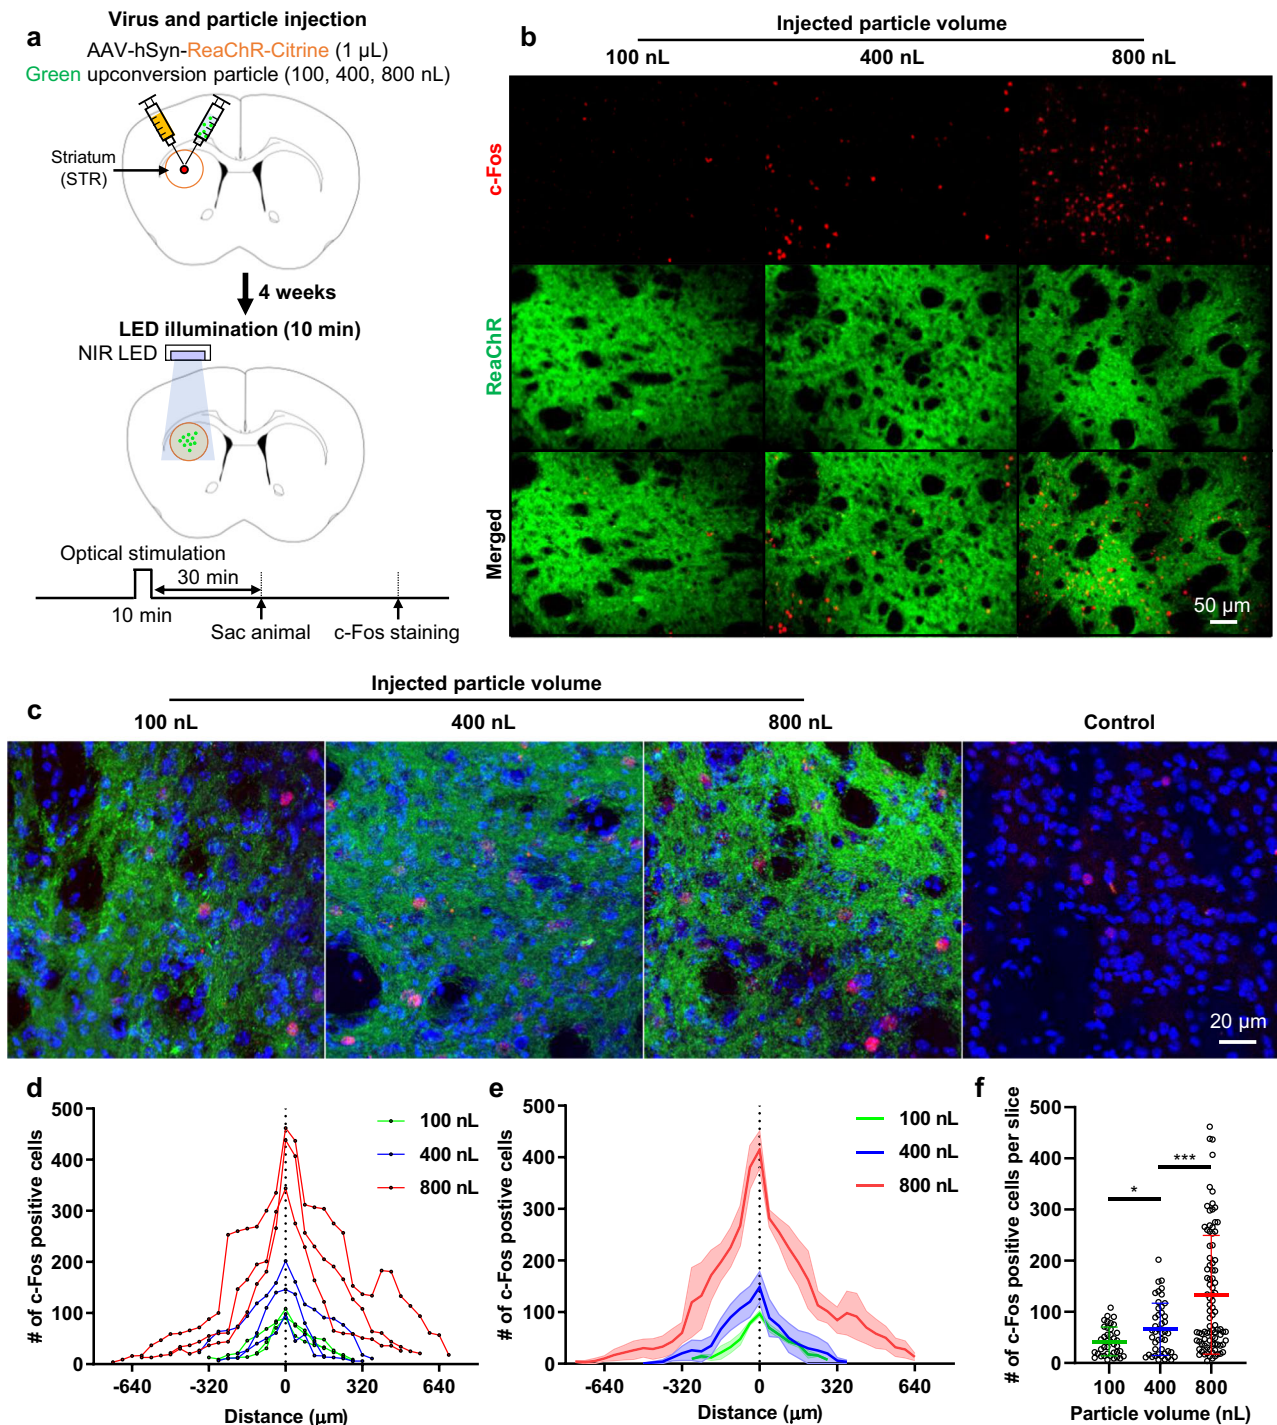 a
Virus and particle injection
AAV-hSyn-ReaChR-Citrine (1 µL)
Green upconversion particle (100, 400, 800 nL)
Striatum
(STR)
4 weeks
LED illumination (10 min)
NIR LED
Optical stimulation
30 min
10 min
Sac animal
c-Fos staining
b
Injected particle volume
100 nL
400 nL
800 nL
c-Fos
ReaChR
Merged
50 µm
c
Injected particle volume
100 nL
400 nL
800 nL
Control
20 µm
d
# of c-Fos positive cells
500
400
300
200
100
0
-640
-320
0
320
640
Distance (µm)
100 nL
400 nL
800 nL
e
# of c-Fos postive cells
500
400
300
200
100
0
-640
-320
0
320
640
Distance (µm)
100 nL
400 nL
800 nL
f
# of c-Fos positive cells per slice
500
400
300
200
100
0
*
***
100
400
800
Particle volume (nL)